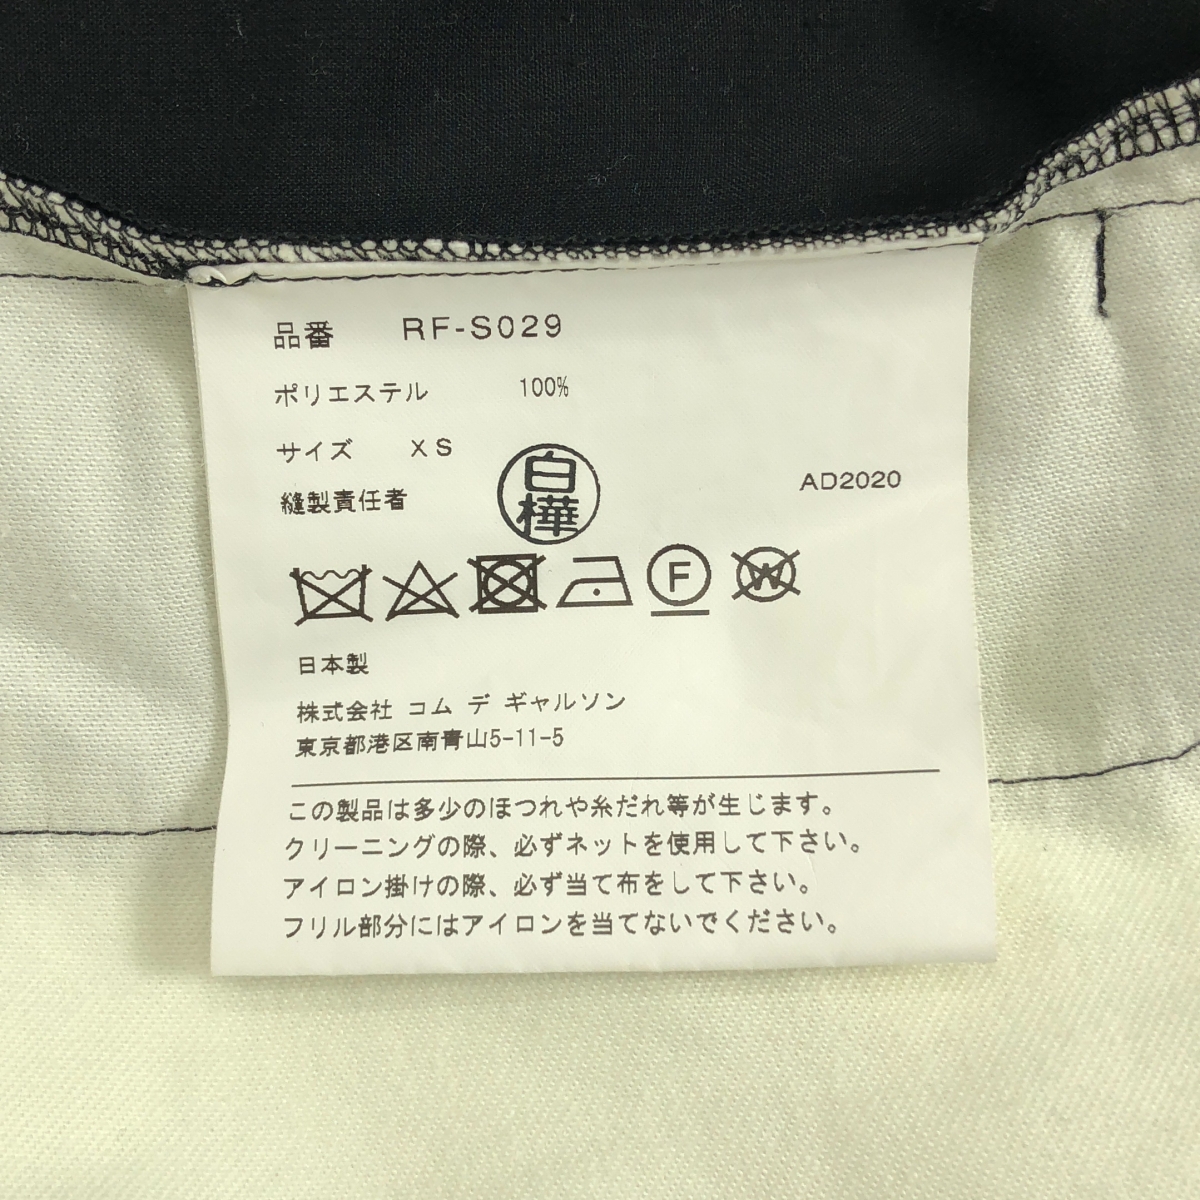 品番 RF-S029
ポリエステル 100%
サイズ XS
縫製責任者 白樺 AD2020
F W
日本製
株式会社 コム デ ギャルソン
東京都港区南青山5-11-5
この製品は多少のほつれや糸だれ等が生じます。
クリーニングの際、必ずネットを使用して下さい。
アイロン掛けの際、必ず当て布をして下さい。
フリル部分にはアイロンを当てないでください。